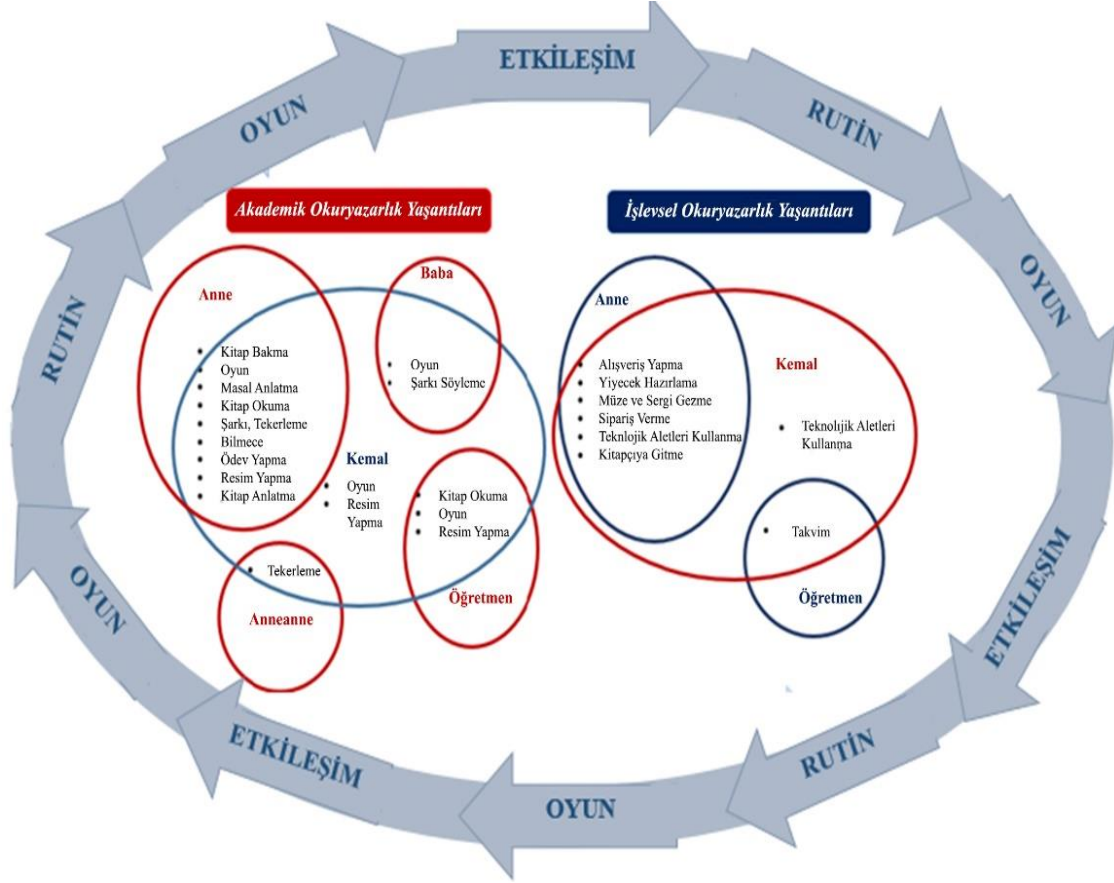 ETKİLEŞİM
RUTİN
OYUN
ETKİLEŞİM
RUTİN
OYUN
ETKİLEŞİM
OYUN
RUTİN
OYUN
Akademik Okuryazarlık Yaşantıları
Anne
Kitap Bakma
Oyun
Masal Anlatma
Kitap Okuma
Şarkı, Tekerleme
Bilmece
Ödev Yapma
Resim Yapma
Kitap Anlatma
Baba
Oyun
Şarkı Söyleme
Kemal
Oyun
Resim
Yapma
Kitap Okuma
Oyun
Resim Yapma
Öğretmen
Tekerleme
Anneanne
İşlevsel Okuryazarlık Yaşantıları
Anne
Alışveriş Yapma
Yiyecek Hazırlama
Müze ve Sergi Gezme
Sipariş Verme
Teknlojik Aletleri Kullanma
Kitapçıya Gitme
Kemal
Teknolıjik Aletleri
Kullanma
Takvim
Öğretmen